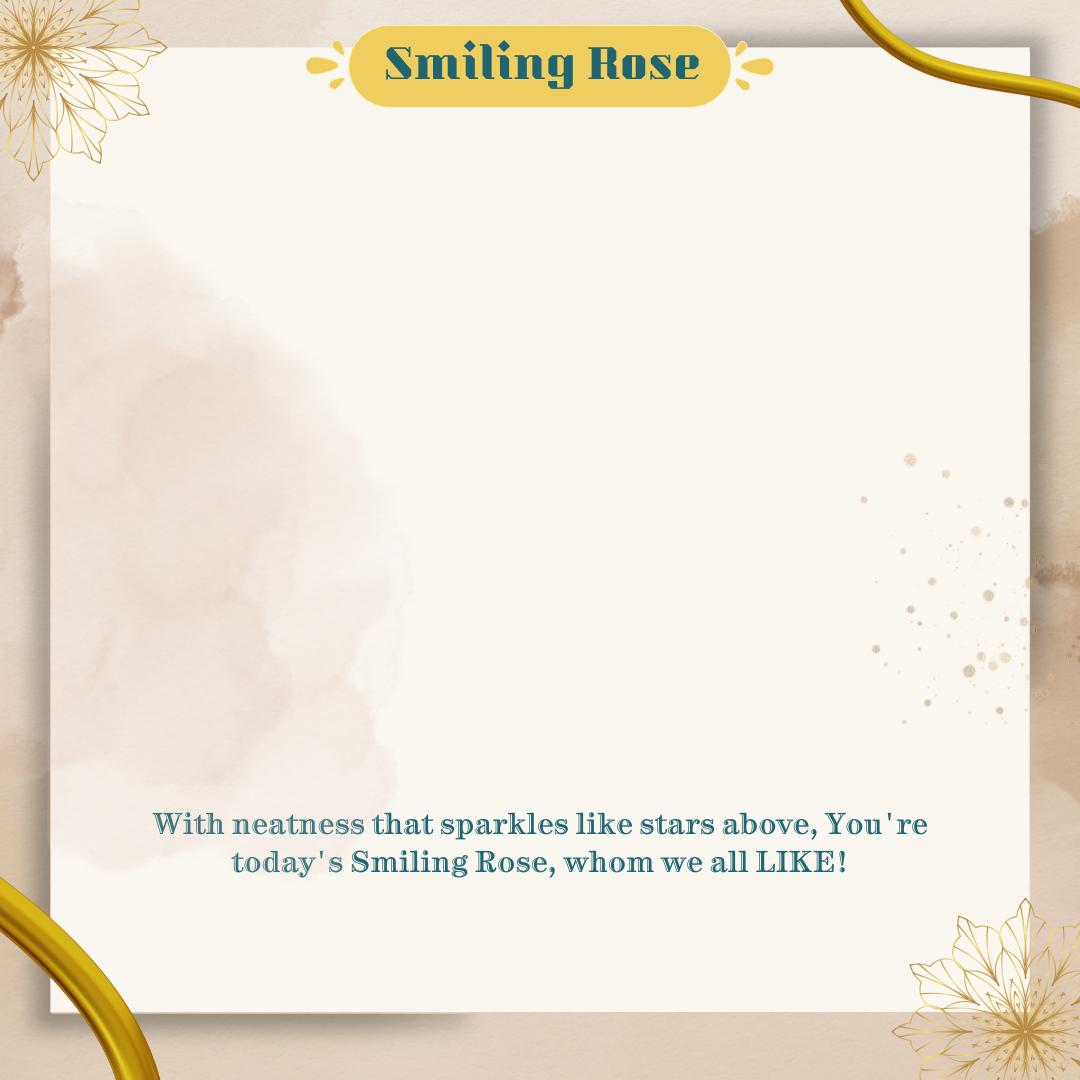 Smiling Rose
With neatness that sparkles like stars above, You're
today's Smiling Rose, whom we all LIKE!